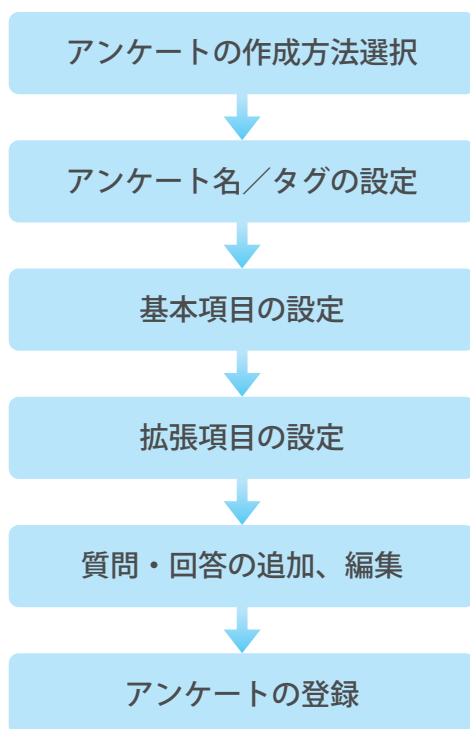 アンケートの作成方法選択
アンケート名／タグの設定
基本項目の設定
拡張項目の設定
質問・回答の追加、編集
アンケートの登録